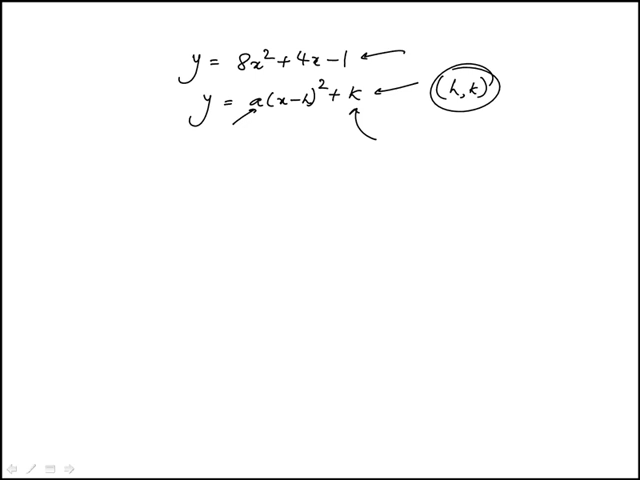 y = 8x² + 4x - 1
y = a(x-h)² + k (h, k)